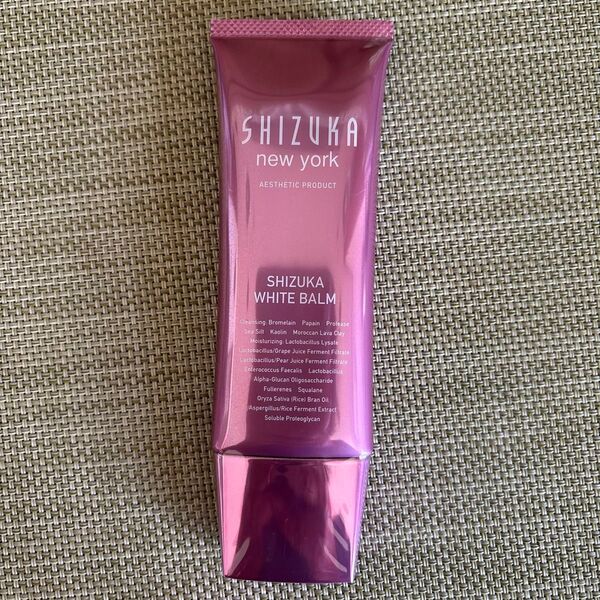 SHIZUKA
new york
AESTHETIC PRODUCT
SHIZUKA
WHITE BALM
Cleansing: Bromelain Papain Protease
Sea Silt Kaolin Moroccan Lava Clay
Moisturizing: Lactobacillus Lysate
Lactobacillus/Grape Juice Ferment Filtrate
Lactobacillus/Pear Juice Ferment Filtrate
Enterococcus Faecalis Lactobacillus
Alpha-Glucan Oligosaccharide
Fullerenes Squalane
Oryza Sativa (Rice) Bran Oil
Aspergillus/Rice Ferment Extract
Soluble Proteoglycan